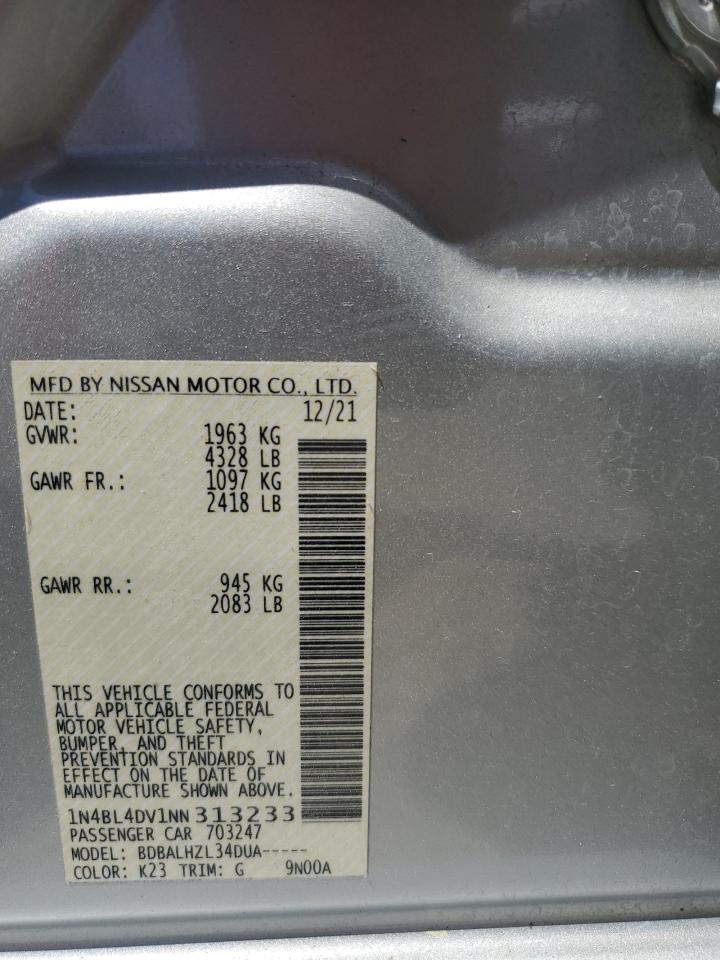 MFD BY NISSAN MOTOR CO., LTD.
DATE: 12/21
GVWR: 1963 KG
4328 LB
GAWR FR.: 1097 KG
2418 LB
GAWR RR.: 945 KG
2083 LB
THIS VEHICLE CONFORMS TO
ALL APPLICABLE FEDERAL
MOTOR VEHICLE SAFETY,
BUMPER, AND THEFT
PREVENTION STANDARDS IN
EFFECT ON THE DATE OF
MANUFACTURE SHOWN ABOVE.
1N4BL4DV1NN313233
PASSENGER CAR 703247
MODEL: BDBALHZL34DUA-----
COLOR: K23 TRIM: G 9N00A